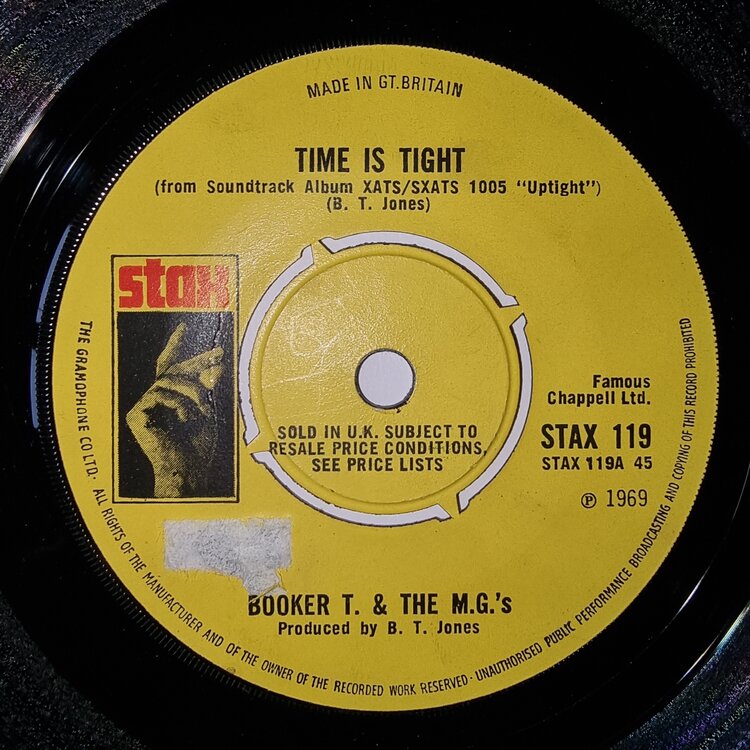 MADE IN GT.BRITAIN
TIME IS TIGHT
(from Soundtrack Album XATS/SXATS 1005 "Uptight")
(B. T. Jones)
stax
Famous
Chappell Ltd.
SOLD IN U.K. SUBJECT TO
RESALE PRICE CONDITIONS,
SEE PRICE LISTS
STAX 119
STAX 119A 45
℗ 1969
BOOKER T. & THE M.G.'s
Produced by B. T. Jones
THE GRAMOPHONE CO LTD· ALL RIGHTS OF THE MANUFACTURER AND OF THE OWNER OF THE RECORDED WORK RESERVED · UNAUTHORISED PUBLIC PERFORMANCE BROADCASTING AND COPYING OF THIS RECORD PROHIBITED